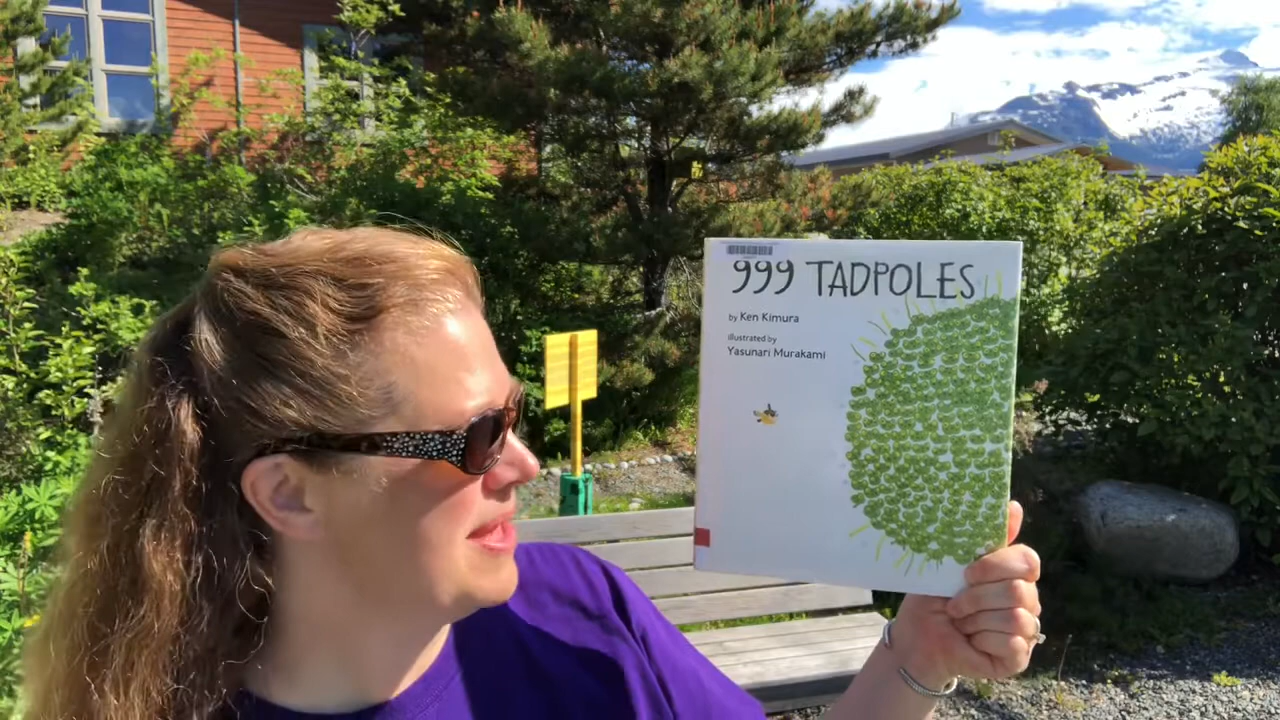 999 TADPOLES
by Ken Kimura
illustrated by
Yasunari Murakami